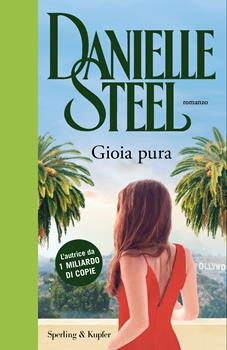 DANIELLE
STEEL
romanzo
Gioia pura
L'autrice da
1 MILIARDO
DI COPIE
Sperling & Kupfer